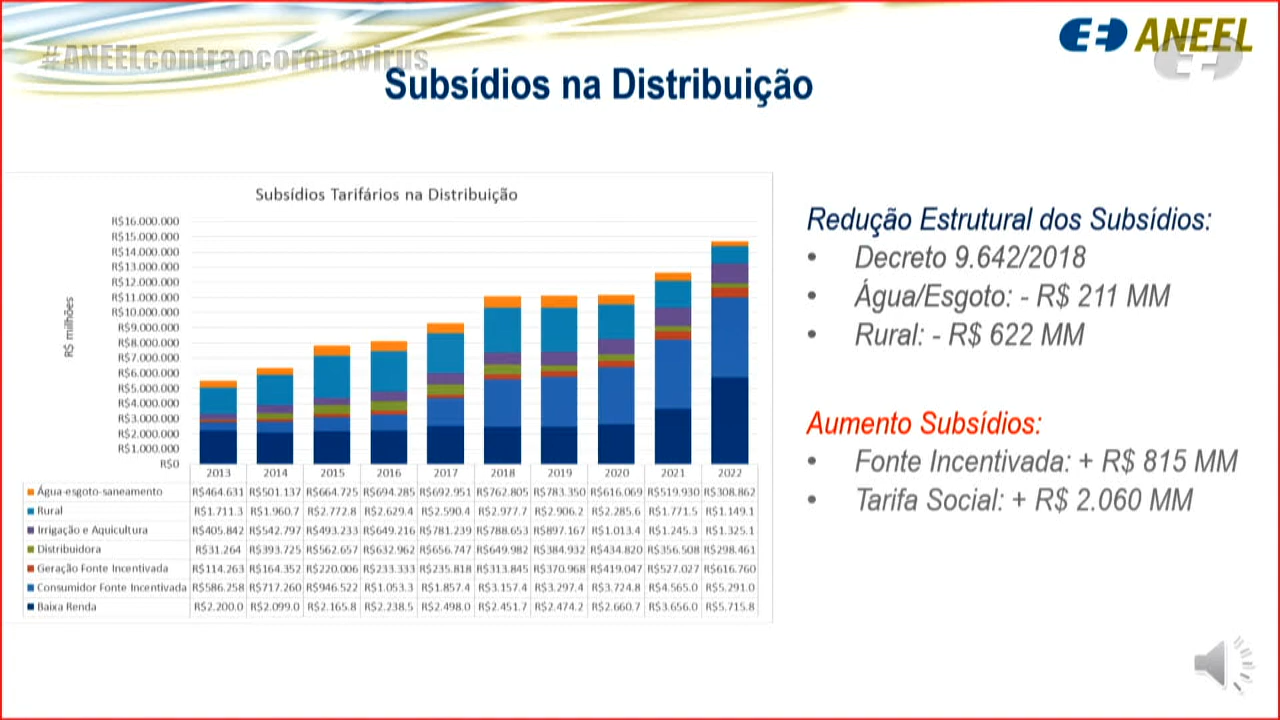 #ANEELcontraocoronavirus
ANEEL
Subsídios na Distribuição
Subsídios Tarifários na Distribuição
R$ milhões
R$16.000.000
R$15.000.000
R$14.000.000
R$13.000.000
R$12.000.000
R$11.000.000
R$10.000.000
R$9.000.000
R$8.000.000
R$7.000.000
R$6.000.000
R$5.000.000
R$4.000.000
R$3.000.000
R$2.000.000
R$1.000.000
R$0
2013 2014 2015 2016 2017 2018 2019 2020 2021 2022
Água-esgoto-saneamento R$464.631 R$501.137 R$664.725 R$694.285 R$692.951 R$762.805 R$783.350 R$616.069 R$519.930 R$308.862
Rural R$1.711.3 R$1.960.7 R$2.772.8 R$2.629.4 R$2.590.4 R$2.977.7 R$2.906.2 R$2.285.6 R$1.771.5 R$1.149.1
Irrigação e Aquicultura R$405.842 R$542.797 R$493.233 R$649.216 R$781.239 R$788.653 R$897.167 R$1.013.4 R$1.245.3 R$1.325.1
Distribuidora R$31.264 R$393.725 R$562.657 R$632.962 R$656.747 R$649.982 R$384.932 R$434.820 R$356.508 R$298.461
Geração Fonte Incentivada R$114.263 R$164.352 R$220.006 R$233.333 R$235.818 R$313.845 R$370.968 R$419.047 R$527.027 R$616.760
Consumidor Fonte Incentivada R$586.258 R$717.260 R$946.522 R$1.053.3 R$1.857.4 R$3.157.4 R$3.297.4 R$3.724.8 R$4.565.0 R$5.291.0
Baixa Renda R$2.200.0 R$2.099.0 R$2.165.8 R$2.238.5 R$2.498.0 R$2.451.7 R$2.474.2 R$2.660.7 R$3.656.0 R$5.715.8
Redução Estrutural dos Subsídios:
• Decreto 9.642/2018
• Água/Esgoto: - R$ 211 MM
• Rural: - R$ 622 MM
Aumento Subsídios:
• Fonte Incentivada: + R$ 815 MM
• Tarifa Social: + R$ 2.060 MM